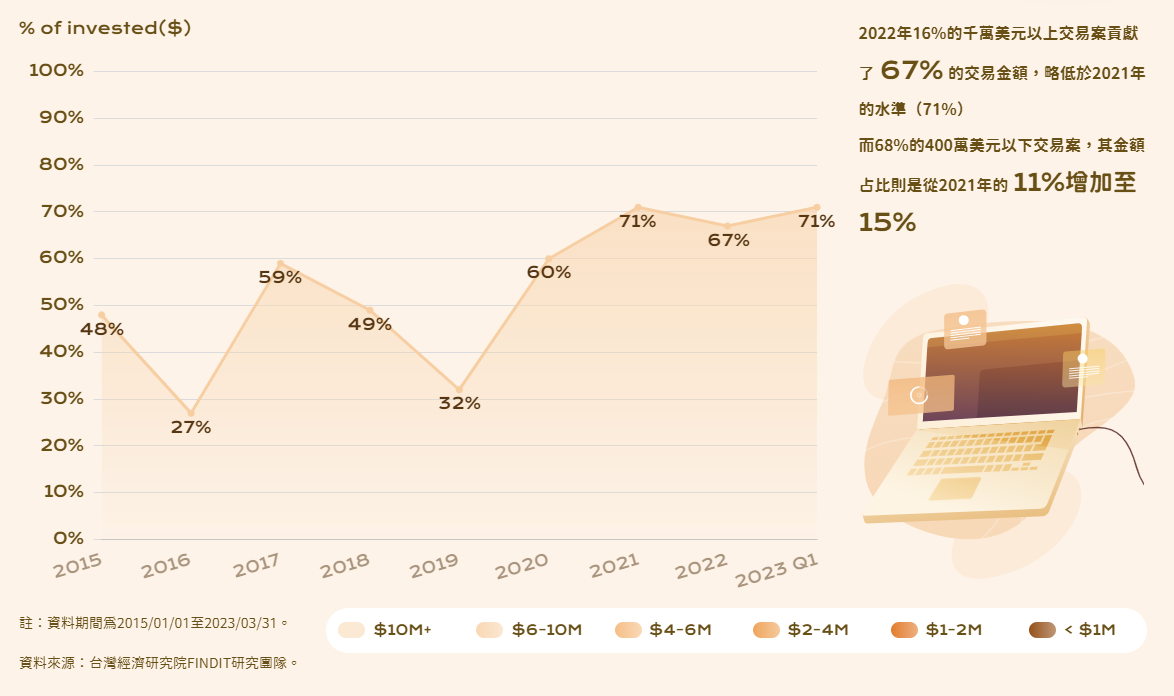 % of invested($)
100%
90%
80%
70%
60%
50%
40%
30%
20%
10%
0%
48%
27%
59%
49%
32%
60%
71%
67%
71%
2015
2016
2017
2018
2019
2020
2021
2022
2023 Q1
2022年16%的千萬美元以上交易案貢獻
了 67% 的交易金額，略低於2021年
的水準（71%）
而68%的400萬美元以下交易案，其金額
占比則是從2021年的 11%增加至
15%
註：資料期間為2015/01/01至2023/03/31。
資料來源：台灣經濟研究院FINDIT研究團隊。
$10M+
$6-10M
$4-6M
$2-4M
$1-2M
< $1M